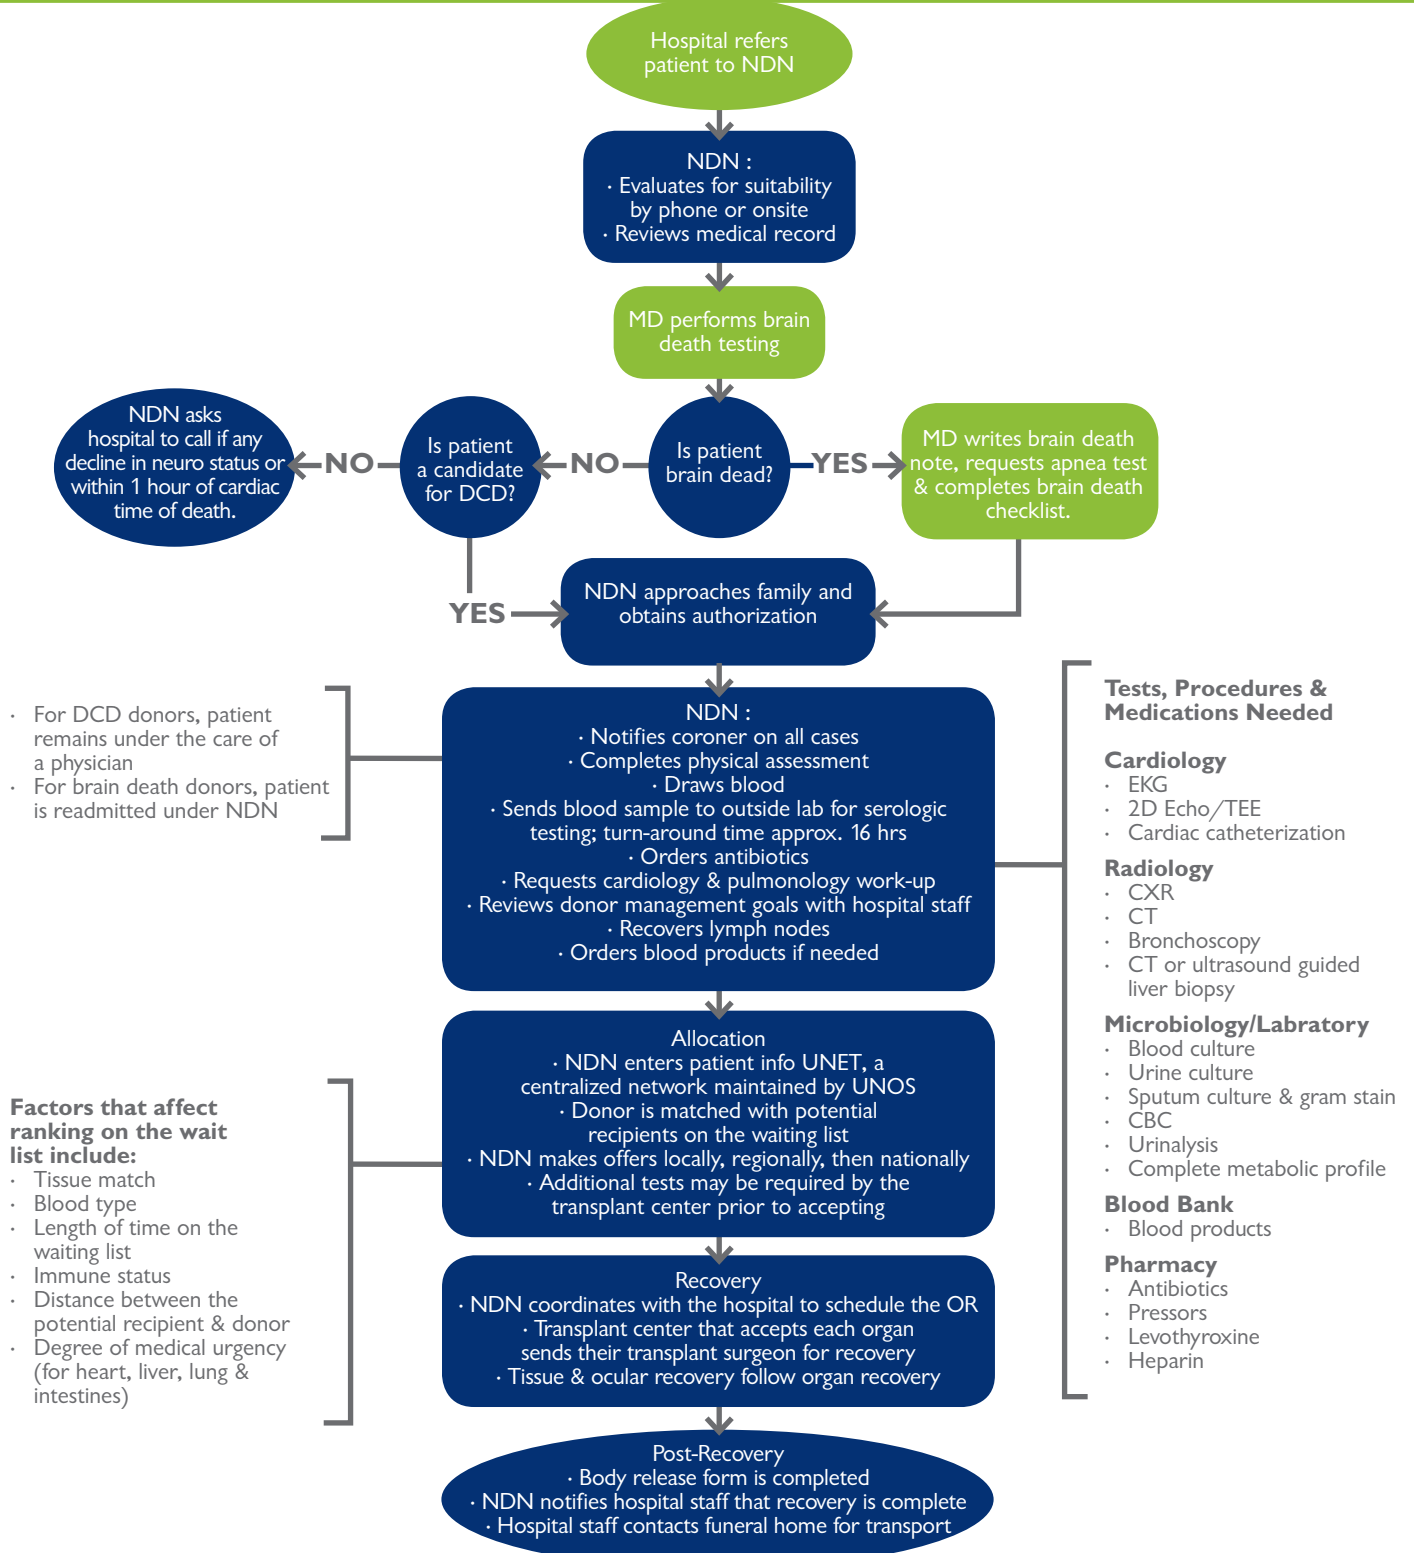 Hospital refers
patient to NDN
NDN :
· Evaluates for suitability
by phone or onsite
· Reviews medical record
MD performs brain
death testing
NDN asks
hospital to call if any
decline in neuro status or
within 1 hour of cardiac
time of death.
NO
Is patient
a candidate
for DCD?
NO
Is patient
brain dead?
YES
MD writes brain death
note, requests apnea test
& completes brain death
checklist.
YES
NDN approaches family and
obtains authorization
· For DCD donors, patient
remains under the care of
a physician
· For brain death donors, patient
is readmitted under NDN
NDN :
· Notifies coroner on all cases
· Completes physical assessment
· Draws blood
· Sends blood sample to outside lab for serologic
testing; turn-around time approx. 16 hrs
· Orders antibiotics
· Requests cardiology & pulmonology work-up
· Reviews donor management goals with hospital staff
· Recovers lymph nodes
· Orders blood products if needed
Tests, Procedures &
Medications Needed
Cardiology
· EKG
· 2D Echo/TEE
· Cardiac catheterization
Radiology
· CXR
· CT
· Bronchoscopy
· CT or ultrasound guided
liver biopsy
Microbiology/Labratory
· Blood culture
· Urine culture
· Sputum culture & gram stain
· CBC
· Urinalysis
· Complete metabolic profile
Blood Bank
· Blood products
Pharmacy
· Antibiotics
· Pressors
· Levothyroxine
· Heparin
Factors that affect
ranking on the wait
list include:
· Tissue match
· Blood type
· Length of time on the
waiting list
· Immune status
· Distance between the
potential recipient & donor
· Degree of medical urgency
(for heart, liver, lung &
intestines)
Allocation
· NDN enters patient info UNET, a
centralized network maintained by UNOS
· Donor is matched with potential
recipients on the waiting list
· NDN makes offers locally, regionally, then nationally
· Additional tests may be required by the
transplant center prior to accepting
Recovery
· NDN coordinates with the hospital to schedule the OR
· Transplant center that accepts each organ
sends their transplant surgeon for recovery
· Tissue & ocular recovery follow organ recovery
Post-Recovery
· Body release form is completed
· NDN notifies hospital staff that recovery is complete
· Hospital staff contacts funeral home for transport